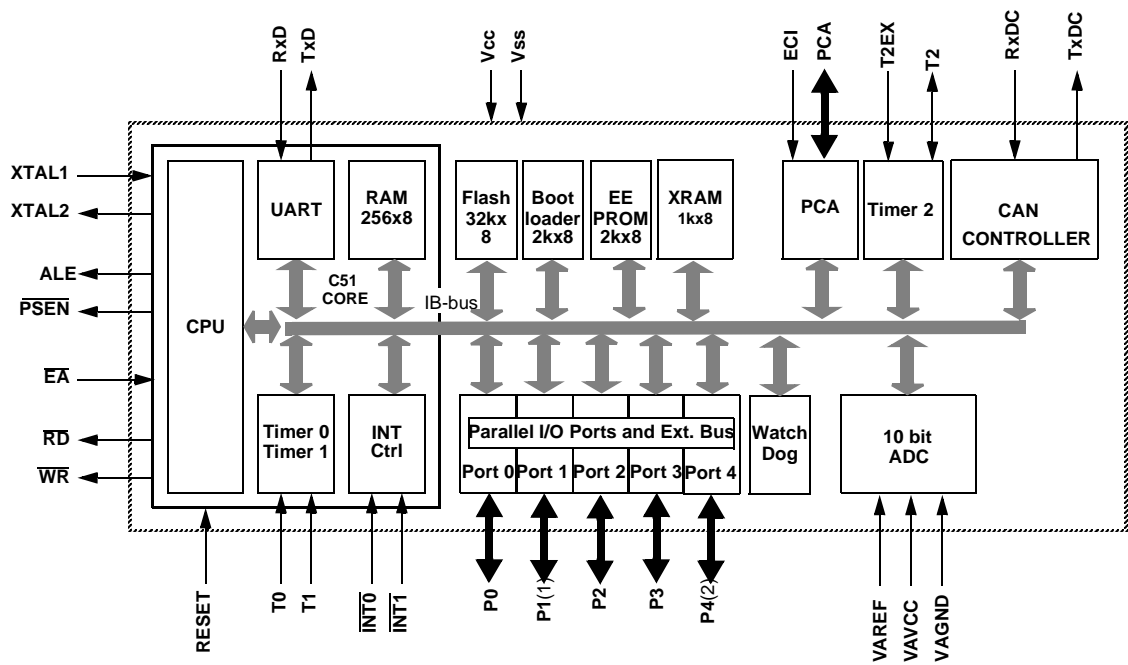 RxD
TxD
Vcc
Vss
ECI
PCA
T2EX
T2
RxDC
TxDC
XTAL1
XTAL2
ALE
PSEN
EA
RD
WR
CPU
UART
RAM
256x8
C51
CORE
IB-bus
Flash
32kx
8
Boot
loader
2kx8
EE
PROM
2kx8
XRAM
1kx8
PCA
Timer 2
CAN
CONTROLLER
Timer 0
Timer 1
INT
Ctrl
Parallel I/O Ports and Ext. Bus
Port 0
Port 1
Port 2
Port 3
Port 4
Watch
Dog
10 bit
ADC
RESET
T0
T1
INT0
INT1
P0
P1(1)
P2
P3
P4(2)
VAREF
VAVCC
VAGND